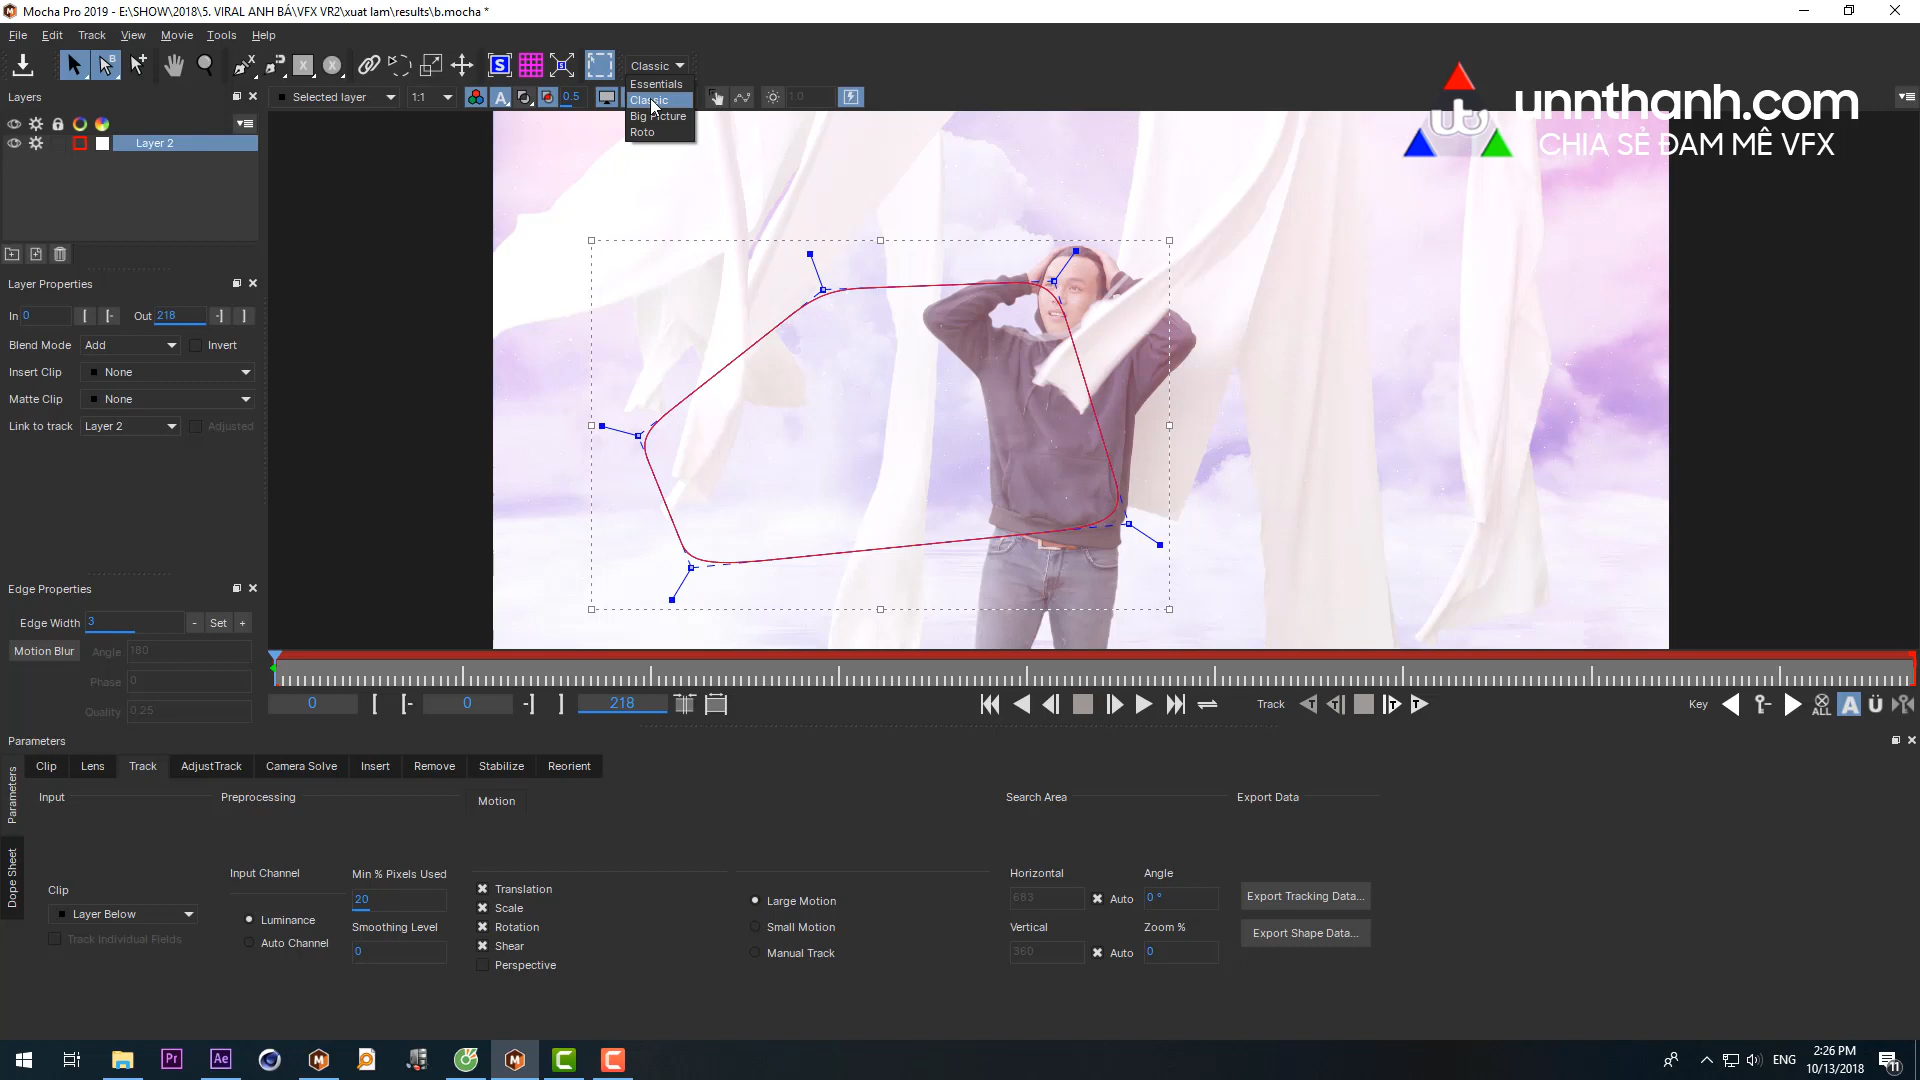 Mocha Pro 2019 - E:\SHOW\2018\5. VIRAL ANH BÁ\VFX VR2\xuat lam\results\b.mocha *
File Edit Track View Movie Tools Help
Classic
Essentials
Classic
Big Picture
Roto
Layers
Selected layer
1:1
A
0.5
1.0
unnthanh.com
CHIA SẺ ĐAM MÊ VFX
Layer 2
Layer Properties
In 0 Out 218
Blend Mode Add Invert
Insert Clip None
Matte Clip None
Link to track Layer 2 Adjusted
Edge Properties
Edge Width 3 - Set +
Motion Blur Angle 180
Phase 0
Quality 0.25
0 0 218
Track
Key
ALL
A
Ü
Parameters
Parameters
Dope Sheet
Clip Lens Track AdjustTrack Camera Solve Insert Remove Stabilize Reorient
Input Preprocessing Motion Search Area Export Data
Clip
Layer Below
Track Individual Fields
Input Channel
Luminance
Auto Channel
Min % Pixels Used
20
Smoothing Level
0
Translation
Scale
Rotation
Shear
Perspective
Large Motion
Small Motion
Manual Track
Horizontal
683 Auto
Vertical
360 Auto
Angle
0 °
Zoom %
0
Export Tracking Data...
Export Shape Data...
Pr
Ae
ENG
2:26 PM
10/13/2018
11